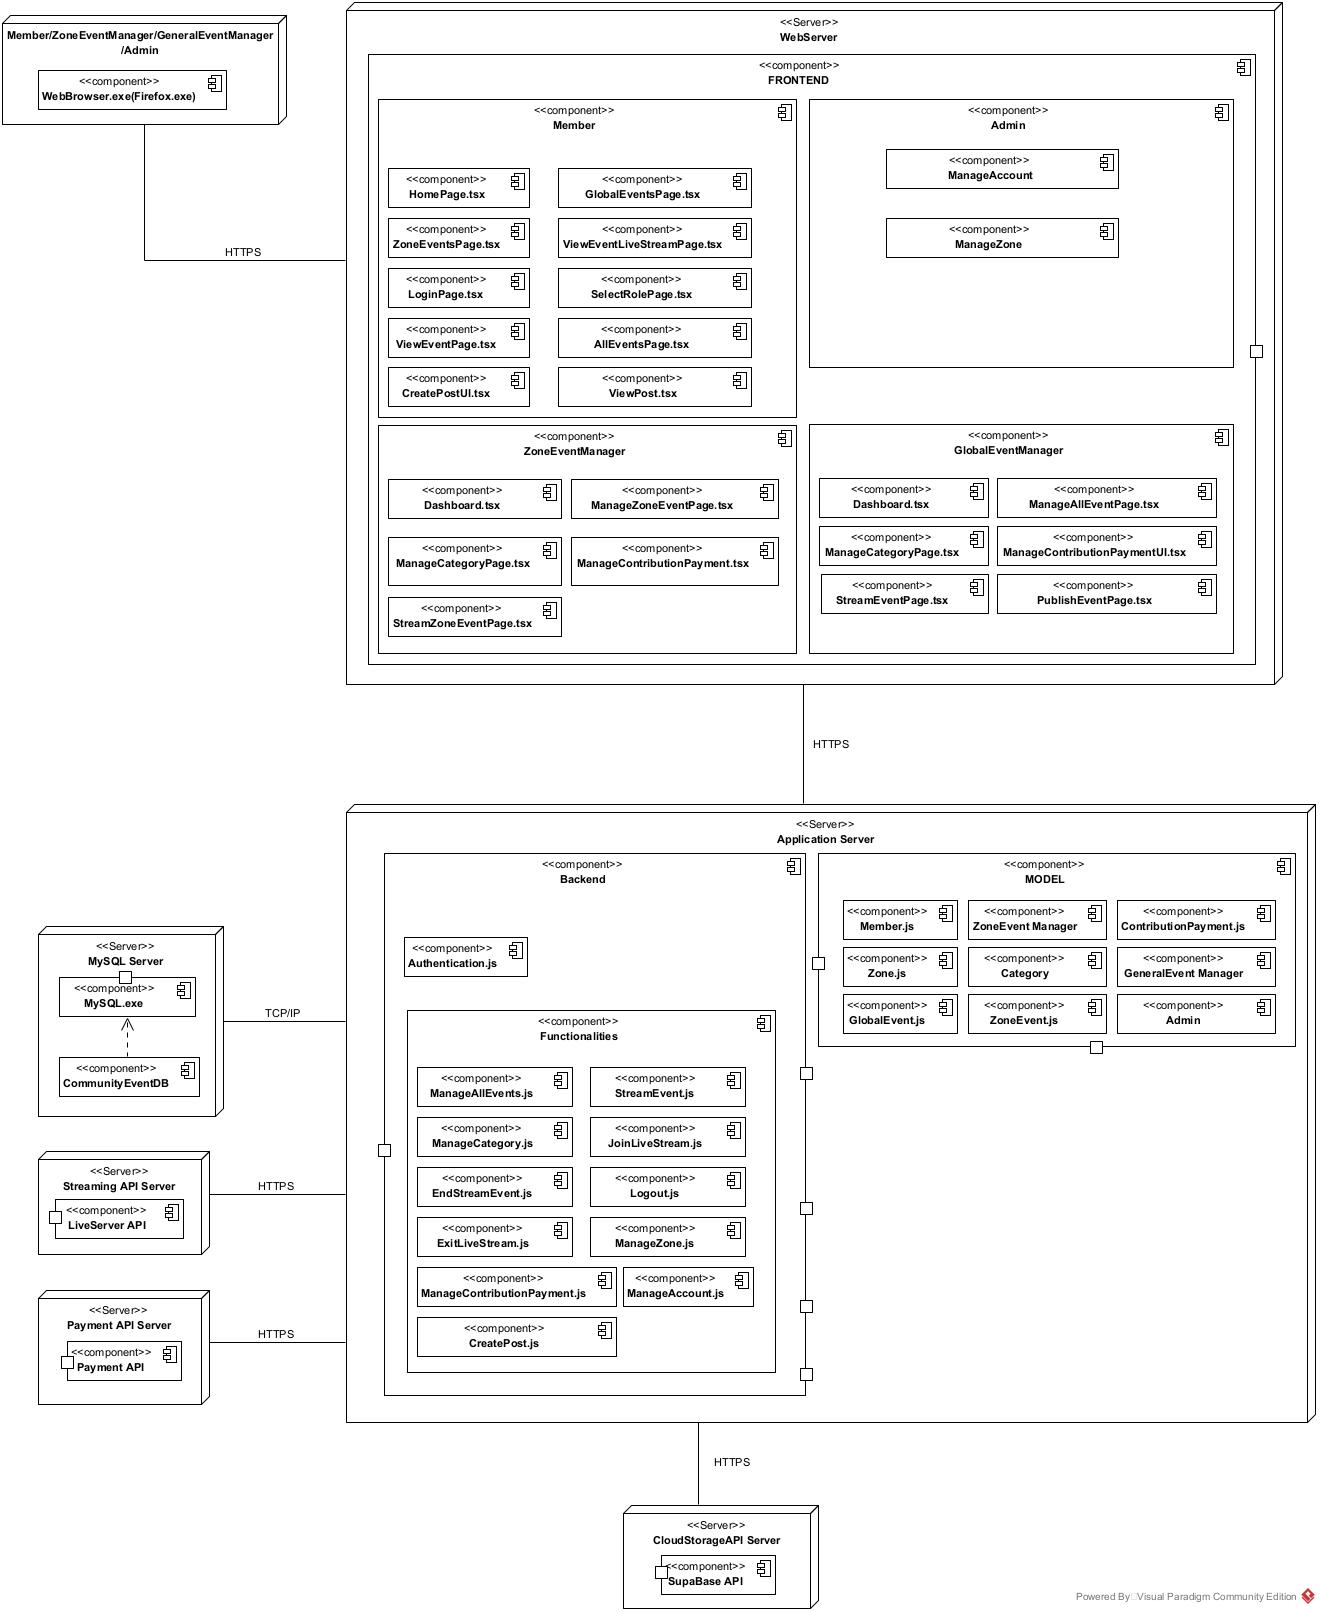 Member/ZoneEventManager/GeneralEventManager
/Admin
<<component>>
WebBrowser.exe(Firefox.exe)
HTTPS
<<Server>>
WebServer
<<component>>
FRONTEND
<<component>>
Member
<<component>>
HomePage.tsx
<<component>>
GlobalEventsPage.tsx
<<component>>
ZoneEventsPage.tsx
<<component>>
ViewEventLiveStreamPage.tsx
<<component>>
LoginPage.tsx
<<component>>
SelectRolePage.tsx
<<component>>
ViewEventPage.tsx
<<component>>
AllEventsPage.tsx
<<component>>
CreatePostUI.tsx
<<component>>
ViewPost.tsx
<<component>>
Admin
<<component>>
ManageAccount
<<component>>
ManageZone
<<component>>
ZoneEventManager
<<component>>
Dashboard.tsx
<<component>>
ManageZoneEventPage.tsx
<<component>>
ManageCategoryPage.tsx
<<component>>
ManageContributionPayment.tsx
<<component>>
StreamZoneEventPage.tsx
<<component>>
GlobalEventManager
<<component>>
Dashboard.tsx
<<component>>
ManageAllEventPage.tsx
<<component>>
ManageCategoryPage.tsx
<<component>>
ManageContributionPaymentUI.tsx
<<component>>
StreamEventPage.tsx
<<component>>
PublishEventPage.tsx
HTTPS
<<Server>>
Application Server
<<component>>
Backend
<<component>>
Authentication.js
<<component>>
Functionalities
<<component>>
ManageAllEvents.js
<<component>>
StreamEvent.js
<<component>>
ManageCategory.js
<<component>>
JoinLiveStream.js
<<component>>
EndStreamEvent.js
<<component>>
Logout.js
<<component>>
ExitLiveStream.js
<<component>>
ManageZone.js
<<component>>
ManageContributionPayment.js
<<component>>
ManageAccount.js
<<component>>
CreatePost.js
<<component>>
MODEL
<<component>>
Member.js
<<component>>
ZoneEvent Manager
<<component>>
ContributionPayment.js
<<component>>
Zone.js
<<component>>
Category
<<component>>
GeneralEvent Manager
<<component>>
GlobalEvent.js
<<component>>
ZoneEvent.js
<<component>>
Admin
<<Server>>
MySQL Server
<<component>>
MySQL.exe
<<component>>
CommunityEventDB
TCP/IP
<<Server>>
Streaming API Server
<<component>>
LiveServer API
HTTPS
<<Server>>
Payment API Server
<<component>>
Payment API
HTTPS
HTTPS
<<Server>>
CloudStorageAPI Server
<<component>>
SupaBase API
Powered By Visual Paradigm Community Edition